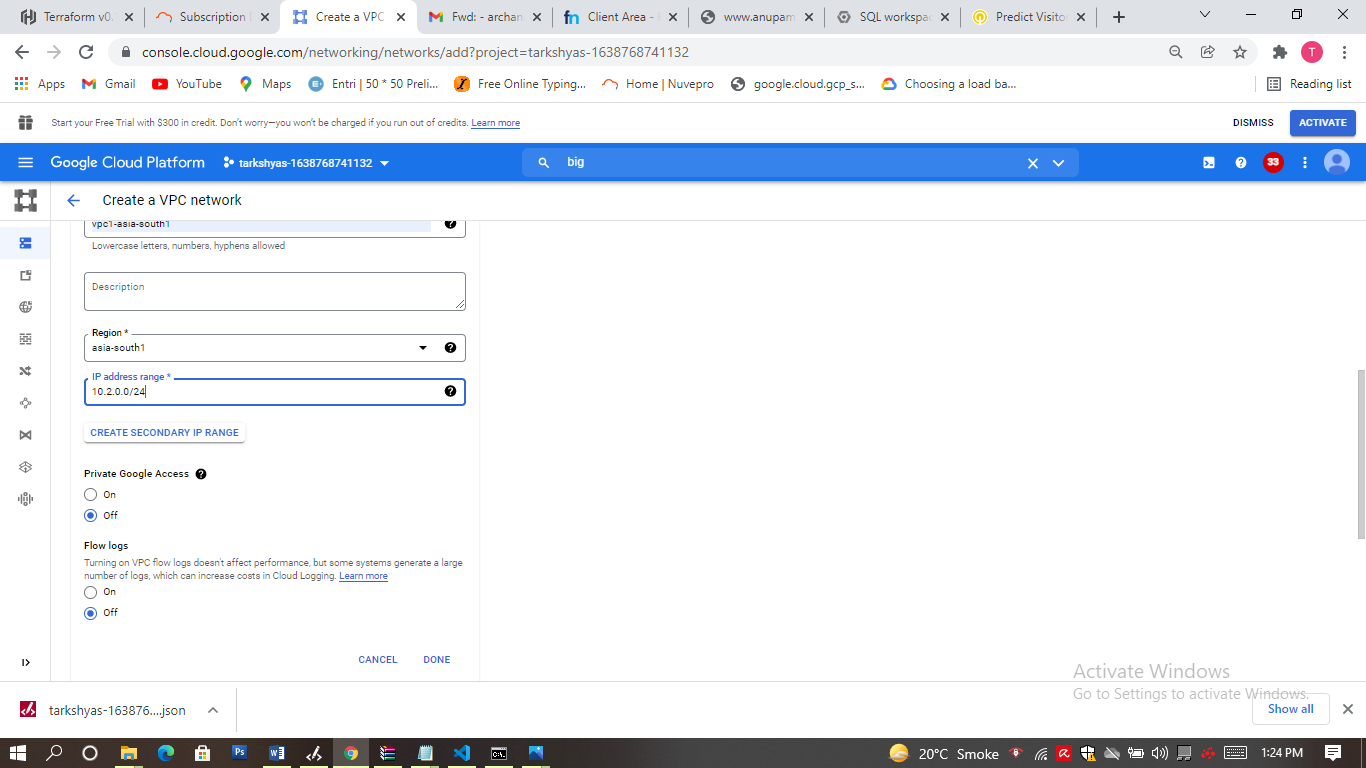 Terraform v0.
Subscription
Create a VPC
Fwd: - archan
Client Area -
www.anupam
SQL workspac
Predict Visitor
console.cloud.google.com/networking/networks/add?project=tarkshyas-1638768741132
T
Apps
Gmail
YouTube
Maps
Entri | 50 * 50 Preli...
Free Online Typing...
Home | Nuvepro
google.cloud.gcp_s...
Choosing a load ba...
Reading list
Start your Free Trial with $300 in credit. Don't worry—you won't be charged if you run out of credits. Learn more
DISMISS
ACTIVATE
Google Cloud Platform
tarkshyas-1638768741132
big
33
Create a VPC network
vpc1-asia-south1
Lowercase letters, numbers, hyphens allowed
Description
Region *
asia-south1
IP address range *
10.2.0.0/24
CREATE SECONDARY IP RANGE
Private Google Access
On
Off
Flow logs
Turning on VPC flow logs doesn't affect performance, but some systems generate a large
number of logs, which can increase costs in Cloud Logging. Learn more
On
Off
CANCEL
DONE
Activate Windows
Go to Settings to activate Windows.
tarkshyas-163876....json
Show all
20°C Smoke
1:24 PM